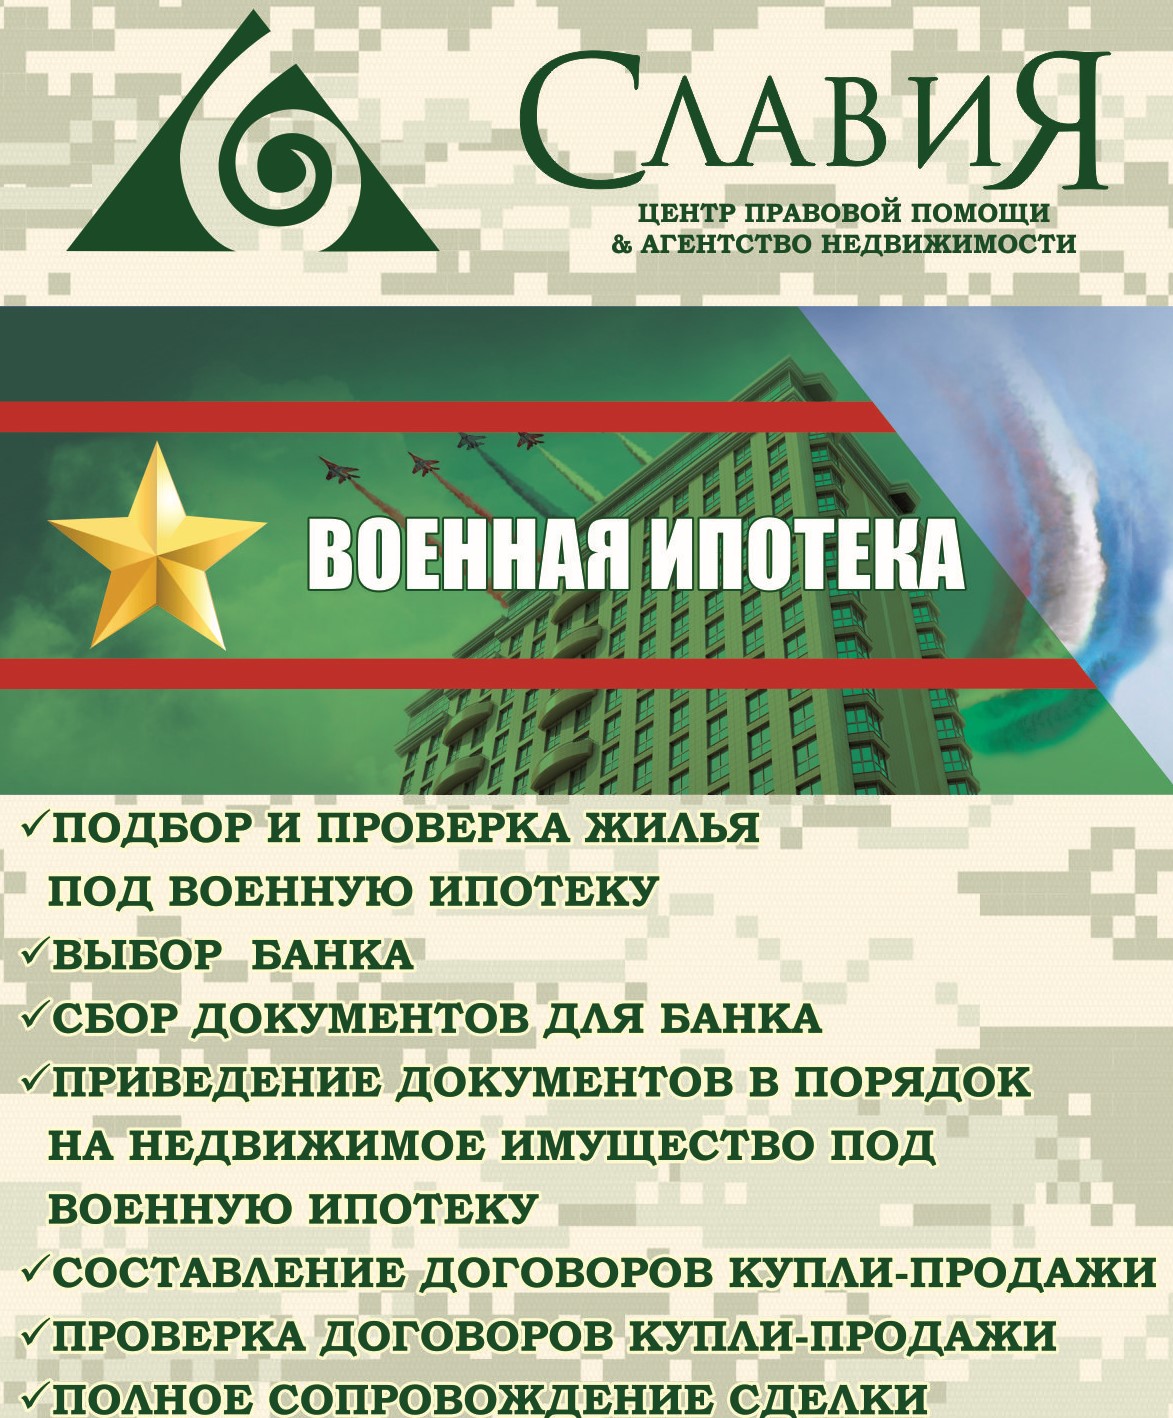 СЛАВИЯ
ЦЕНТР ПРАВОВОЙ ПОМОЩИ
& АГЕНТСТВО НЕДВИЖИМОСТИ
ВОЕННАЯ ИПОТЕКА
✓ПОДБОР И ПРОВЕРКА ЖИЛЬЯ
ПОД ВОЕННУЮ ИПОТЕКУ
✓ВЫБОР БАНКА
✓СБОР ДОКУМЕНТОВ ДЛЯ БАНКА
✓ПРИВЕДЕНИЕ ДОКУМЕНТОВ В ПОРЯДОК
НА НЕДВИЖИМОЕ ИМУЩЕСТВО ПОД
ВОЕННУЮ ИПОТЕКУ
✓СОСТАВЛЕНИЕ ДОГОВОРОВ КУПЛИ-ПРОДАЖИ
✓ПРОВЕРКА ДОГОВОРОВ КУПЛИ-ПРОДАЖИ
✓ПОЛНОЕ СОПРОВОЖДЕНИЕ СДЕЛКИ